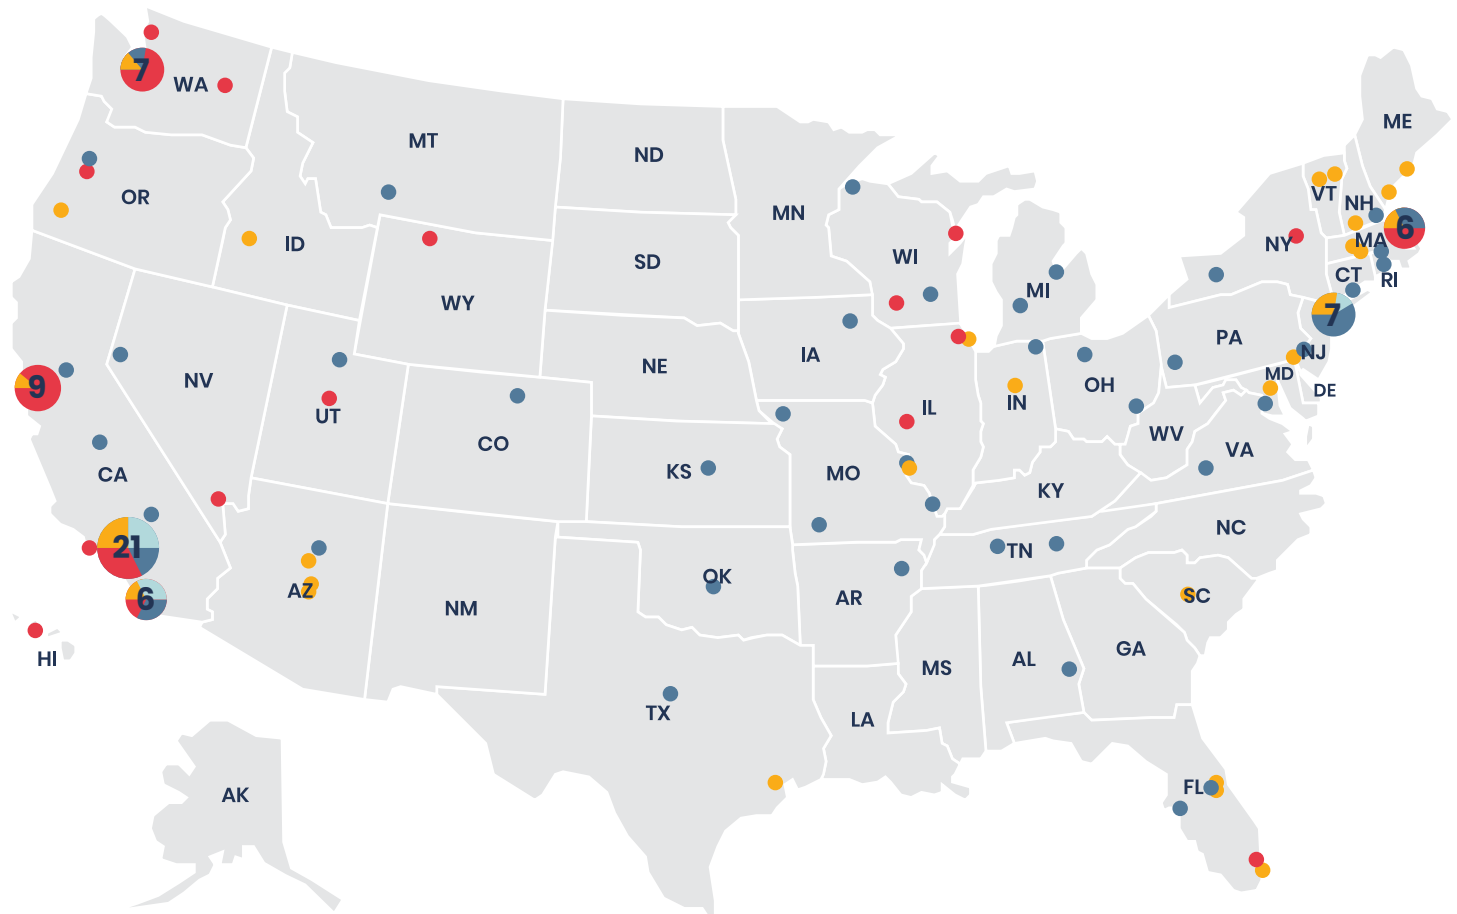 7
WA
ME
MT
ND
OR
VT
NH
MN
6
MA
NY
ID
WI
SD
CT
RI
MI
WY
7
PA
NJ
IA
NE
MD
NV
9
OH
DE
IN
IL
UT
WV
CO
VA
KS
MO
CA
KY
NC
21
TN
OK
AZ
SC
AR
6
NM
GA
HI
AL
MS
TX
LA
FL
AK